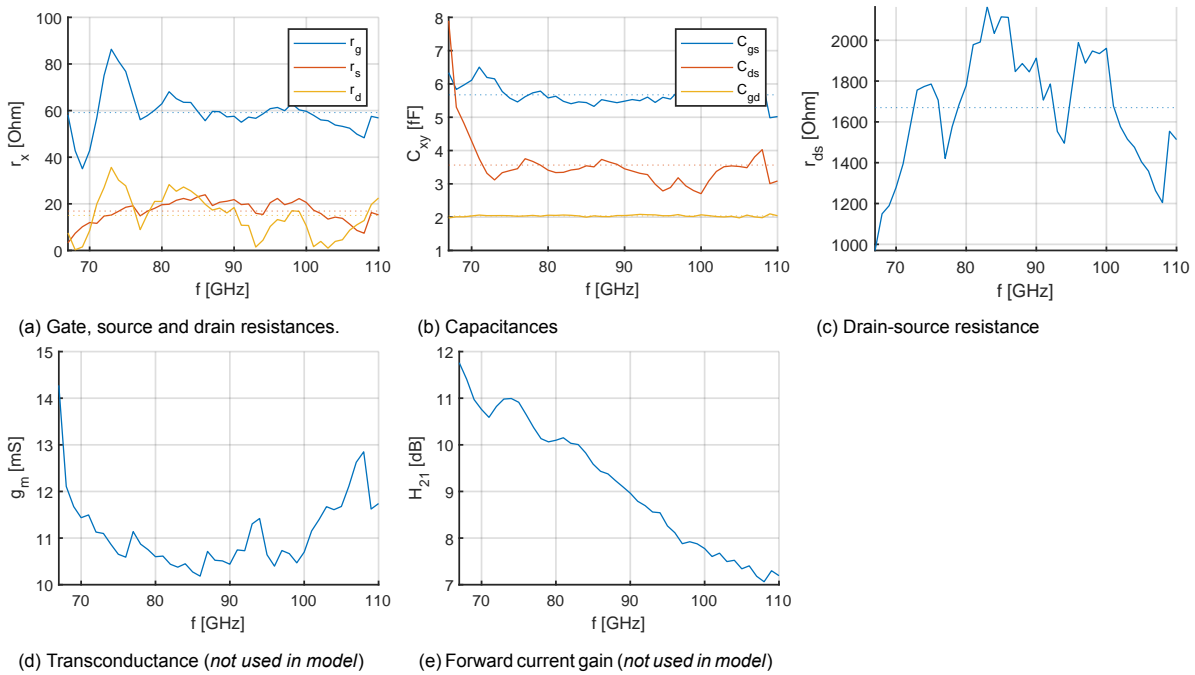 100
80
60
40
20
0
r_x [Ohm]
r_g
r_s
r_d
70 80 90 100 110
f [GHz]
(a) Gate, source and drain resistances.
8
7
6
5
4
3
2
1
C_xy [fF]
C_gs
C_ds
C_gd
70 80 90 100 110
f [GHz]
(b) Capacitances
2000
1800
1600
1400
1200
1000
r_ds [Ohm]
70 80 90 100 110
f [GHz]
(c) Drain-source resistance
15
14
13
12
11
10
g_m [mS]
70 80 90 100 110
f [GHz]
(d) Transconductance (not used in model)
12
11
10
9
8
7
H_21 [dB]
70 80 90 100 110
f [GHz]
(e) Forward current gain (not used in model)